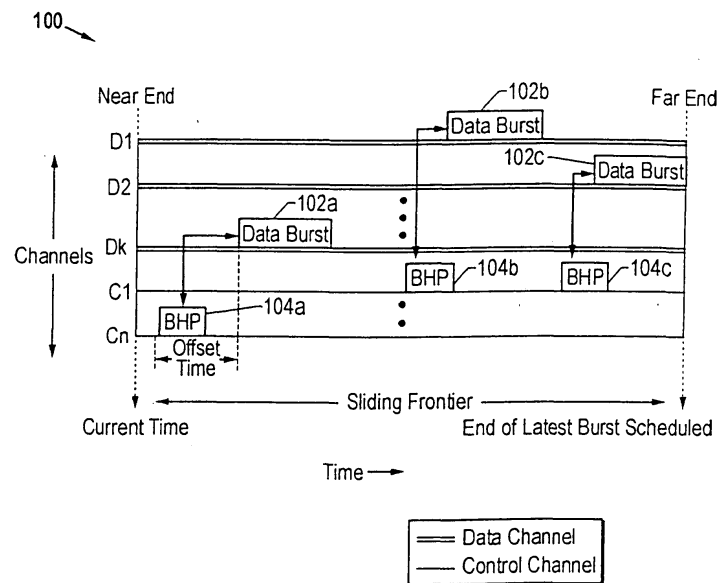 100
Near End
102b
Far End
Data Burst
D1
102c
Data Burst
D2
102a
Data Burst
Dk
Channels
BHP
104b
BHP
104c
C1
BHP
104a
Cn
Offset
Time
Sliding Frontier
Current Time
End of Latest Burst Scheduled
Time
Data Channel
Control Channel